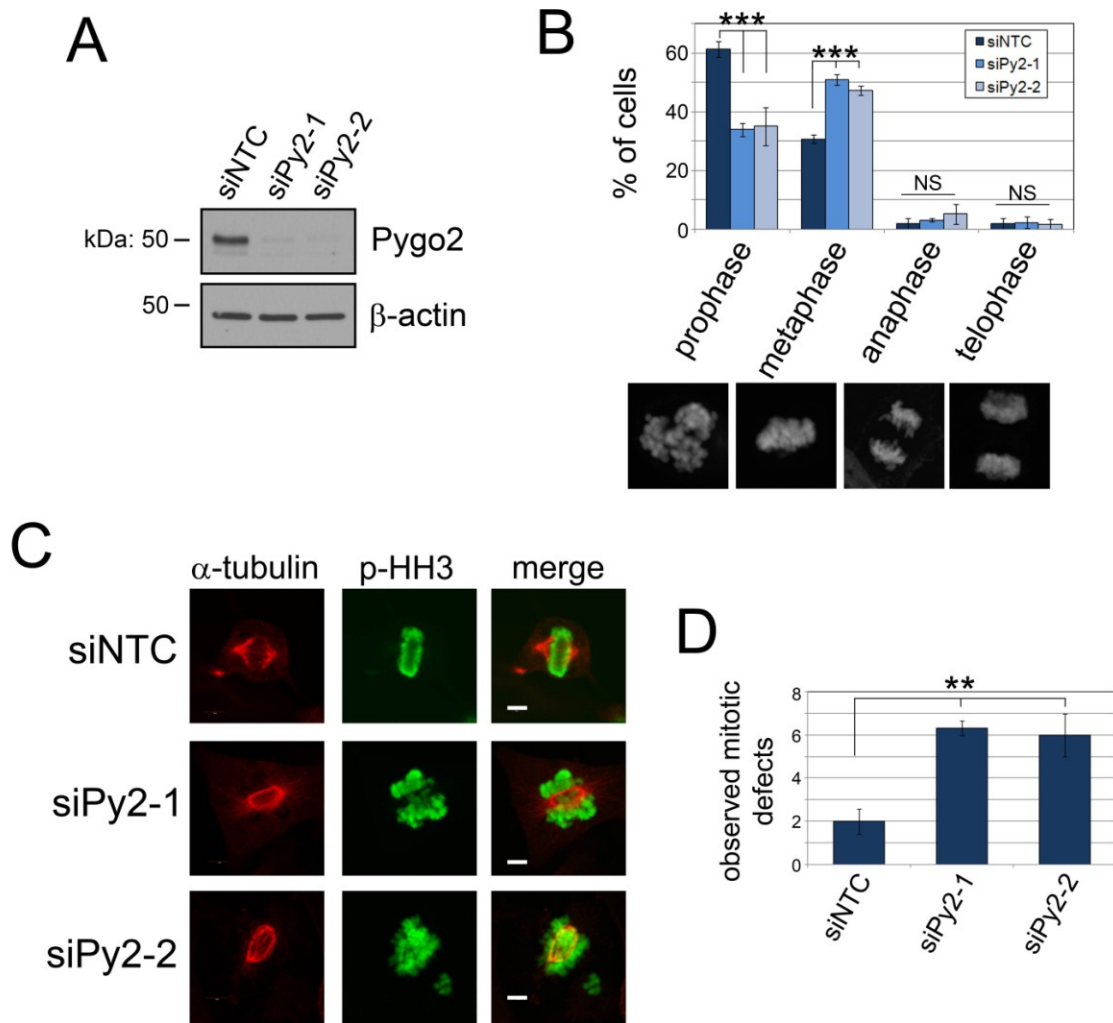 A
siNTC
siPy2-1
siPy2-2
kDa: 50
Pygo2
50
β-actin
B
% of cells
60
40
20
0
***
***
NS
NS
siNTC
siPy2-1
siPy2-2
prophase
metaphase
anaphase
telophase
C
α-tubulin
p-HH3
merge
siNTC
siPy2-1
siPy2-2
D
observed mitotic
defects
8
6
4
2
0
**
siNTC
siPy2-1
siPy2-2